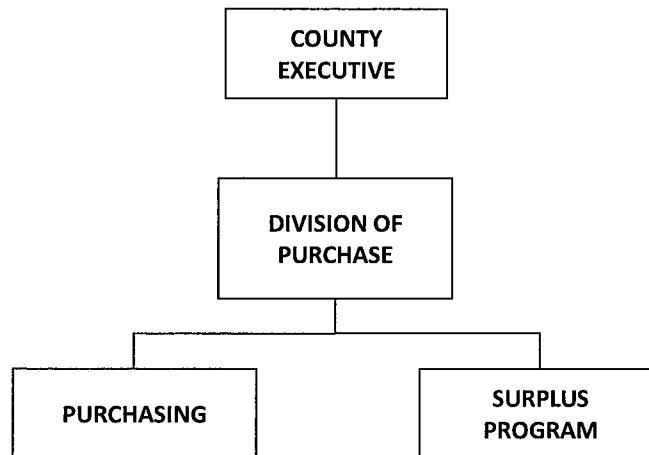 COUNTY
EXECUTIVE
DIVISION OF
PURCHASE
PURCHASING
SURPLUS
PROGRAM